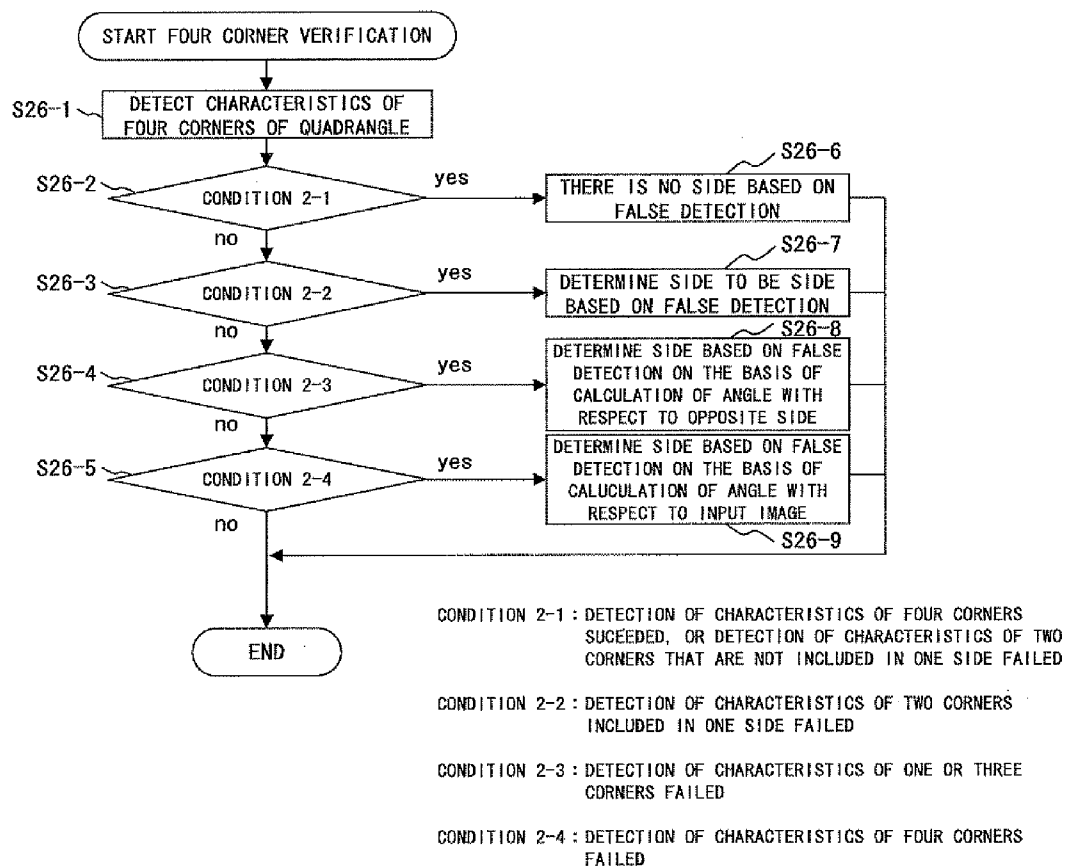 START FOUR CORNER VERIFICATION
S26-1
DETECT CHARACTERISTICS OF
FOUR CORNERS OF QUADRANGLE
S26-2
CONDITION 2-1
yes
no
S26-6
THERE IS NO SIDE BASED ON
FALSE DETECTION
S26-3
CONDITION 2-2
yes
no
S26-7
DETERMINE SIDE TO BE SIDE
BASED ON FALSE DETECTION
S26-4
CONDITION 2-3
yes
no
S26-8
DETERMINE SIDE BASED ON FALSE
DETECTION ON THE BASIS OF
CALCULATION OF ANGLE WITH
RESPECT TO OPPOSITE SIDE
S26-5
CONDITION 2-4
yes
no
DETERMINE SIDE BASED ON FALSE
DETECTION ON THE BASIS OF
CALUCULATION OF ANGLE WITH
RESPECT TO INPUT IMAGE
S26-9
END
CONDITION 2-1 : DETECTION OF CHARACTERISTICS OF FOUR CORNERS
SUCEEDED, OR DETECTION OF CHARACTERISTICS OF TWO
CORNERS THAT ARE NOT INCLUDED IN ONE SIDE FAILED
CONDITION 2-2 : DETECTION OF CHARACTERISTICS OF TWO CORNERS
INCLUDED IN ONE SIDE FAILED
CONDITION 2-3 : DETECTION OF CHARACTERISTICS OF ONE OR THREE
CORNERS FAILED
CONDITION 2-4 : DETECTION OF CHARACTERISTICS OF FOUR CORNERS
FAILED